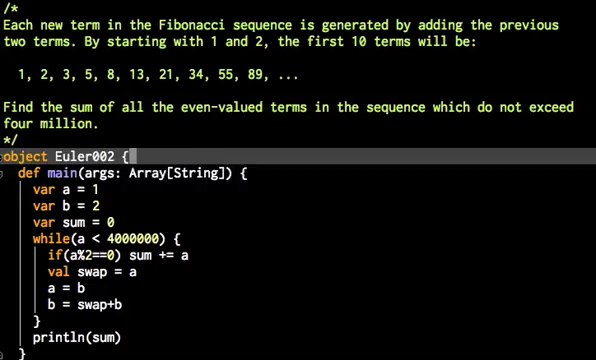 /*
Each new term in the Fibonacci sequence is generated by adding the previous
two terms. By starting with 1 and 2, the first 10 terms will be:
1, 2, 3, 5, 8, 13, 21, 34, 55, 89, ...
Find the sum of all the even-valued terms in the sequence which do not exceed
four million.
*/
object Euler002 {
def main(args: Array[String]) {
var a = 1
var b = 2
var sum = 0
while(a < 4000000) {
if(a%2==0) sum += a
val swap = a
a = b
b = swap+b
}
println(sum)
}